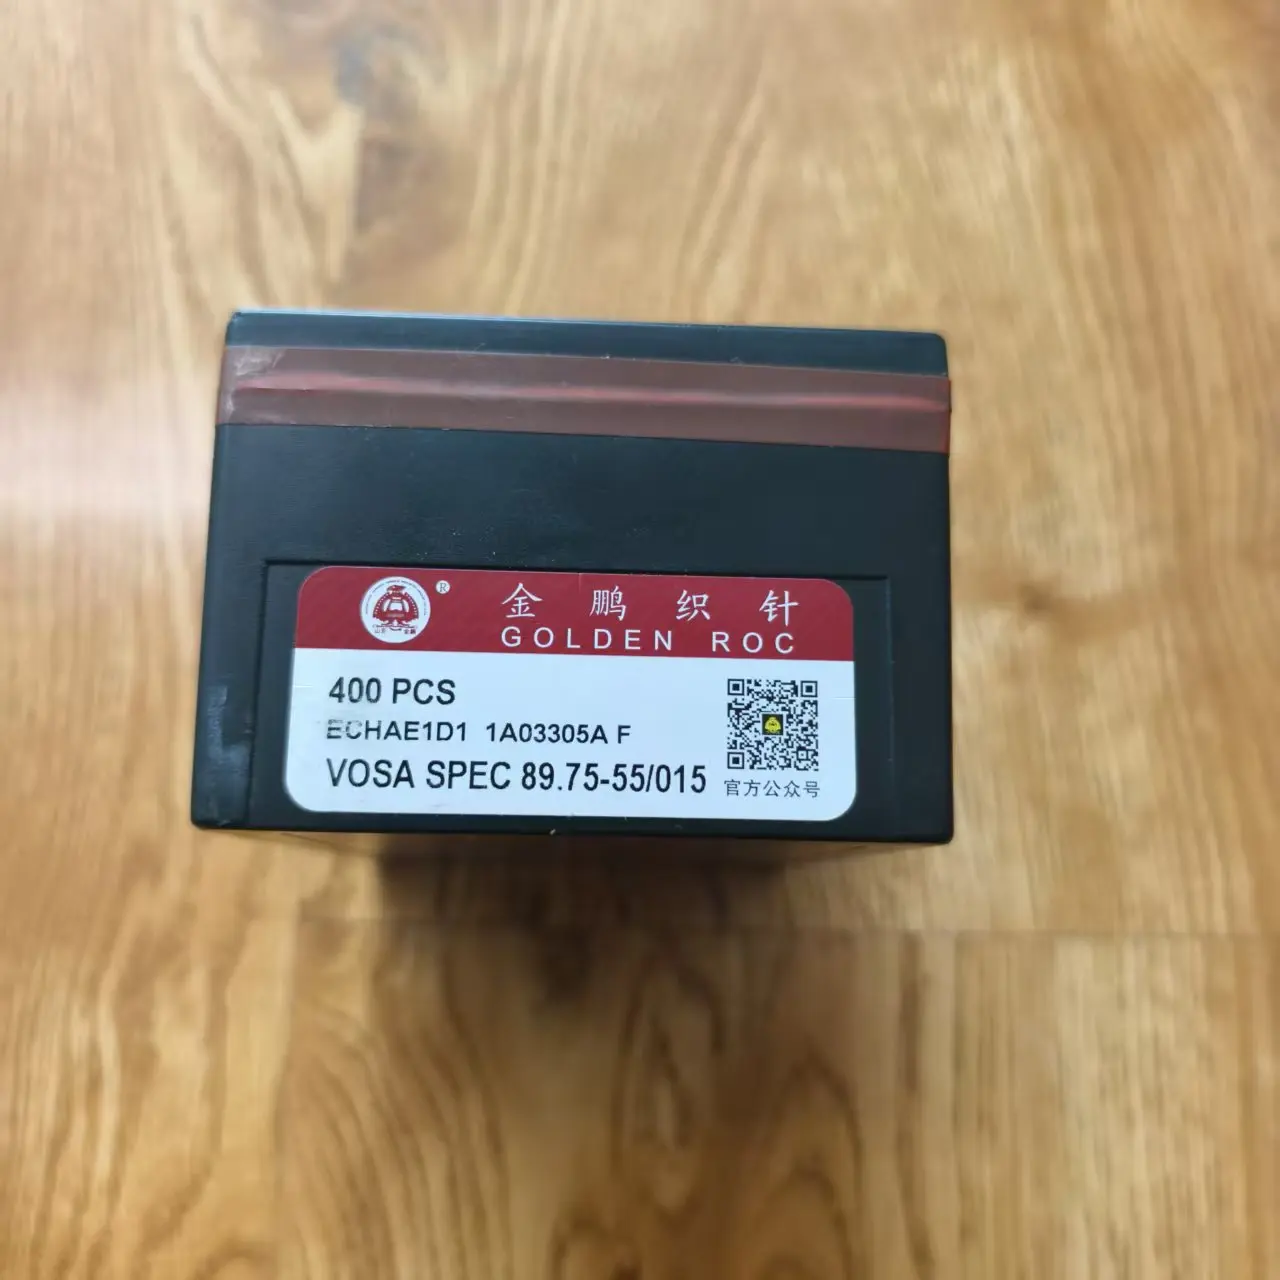 ®
金鹏织针
GOLDEN ROC
400 PCS
ECHAE1D1 1A03305A F
VOSA SPEC 89.75-55/015
官方公众号